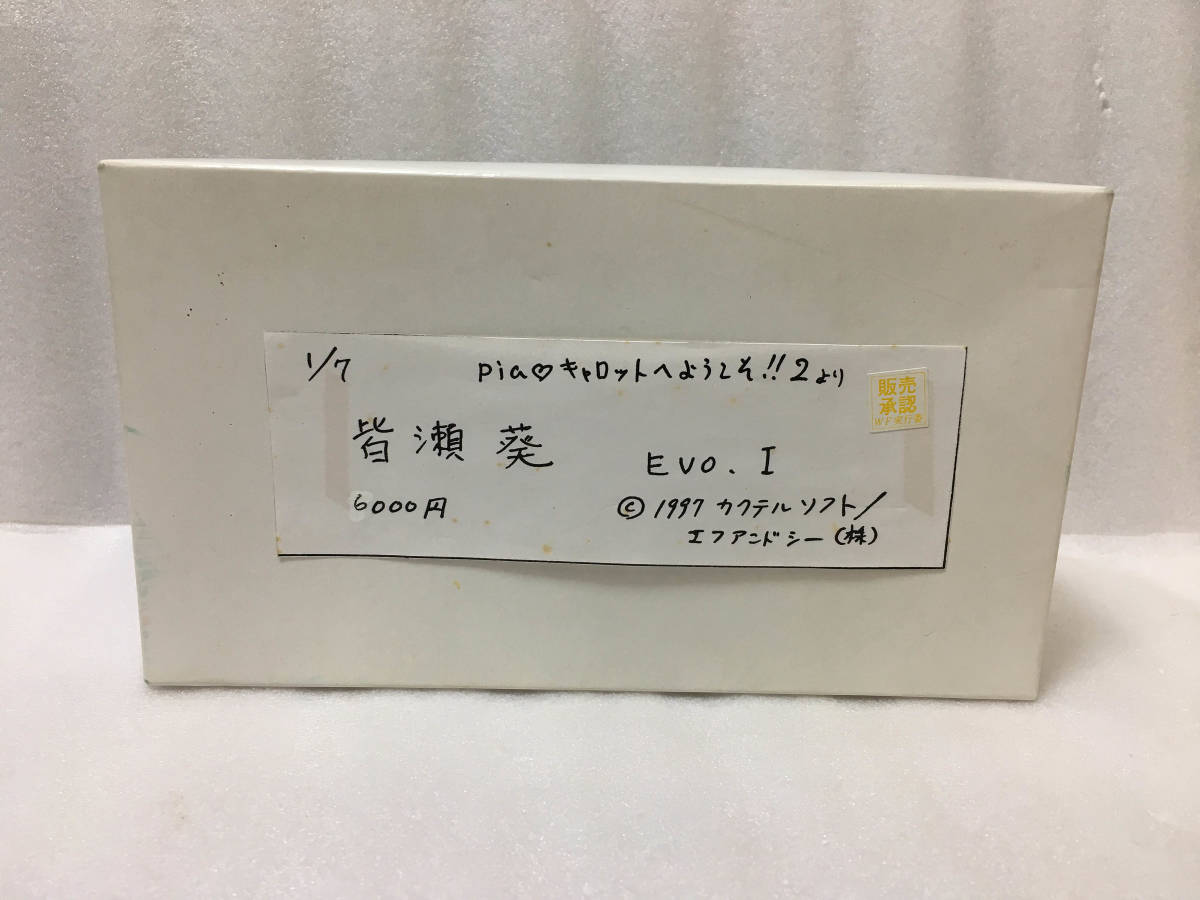 1/7 Pia♡キャロットへようこそ!!2より
販売
承認
WF実行委
皆瀬 葵 EVO. I
6000円 © 1997 カクテルソフト/
エフアンドシー(株)